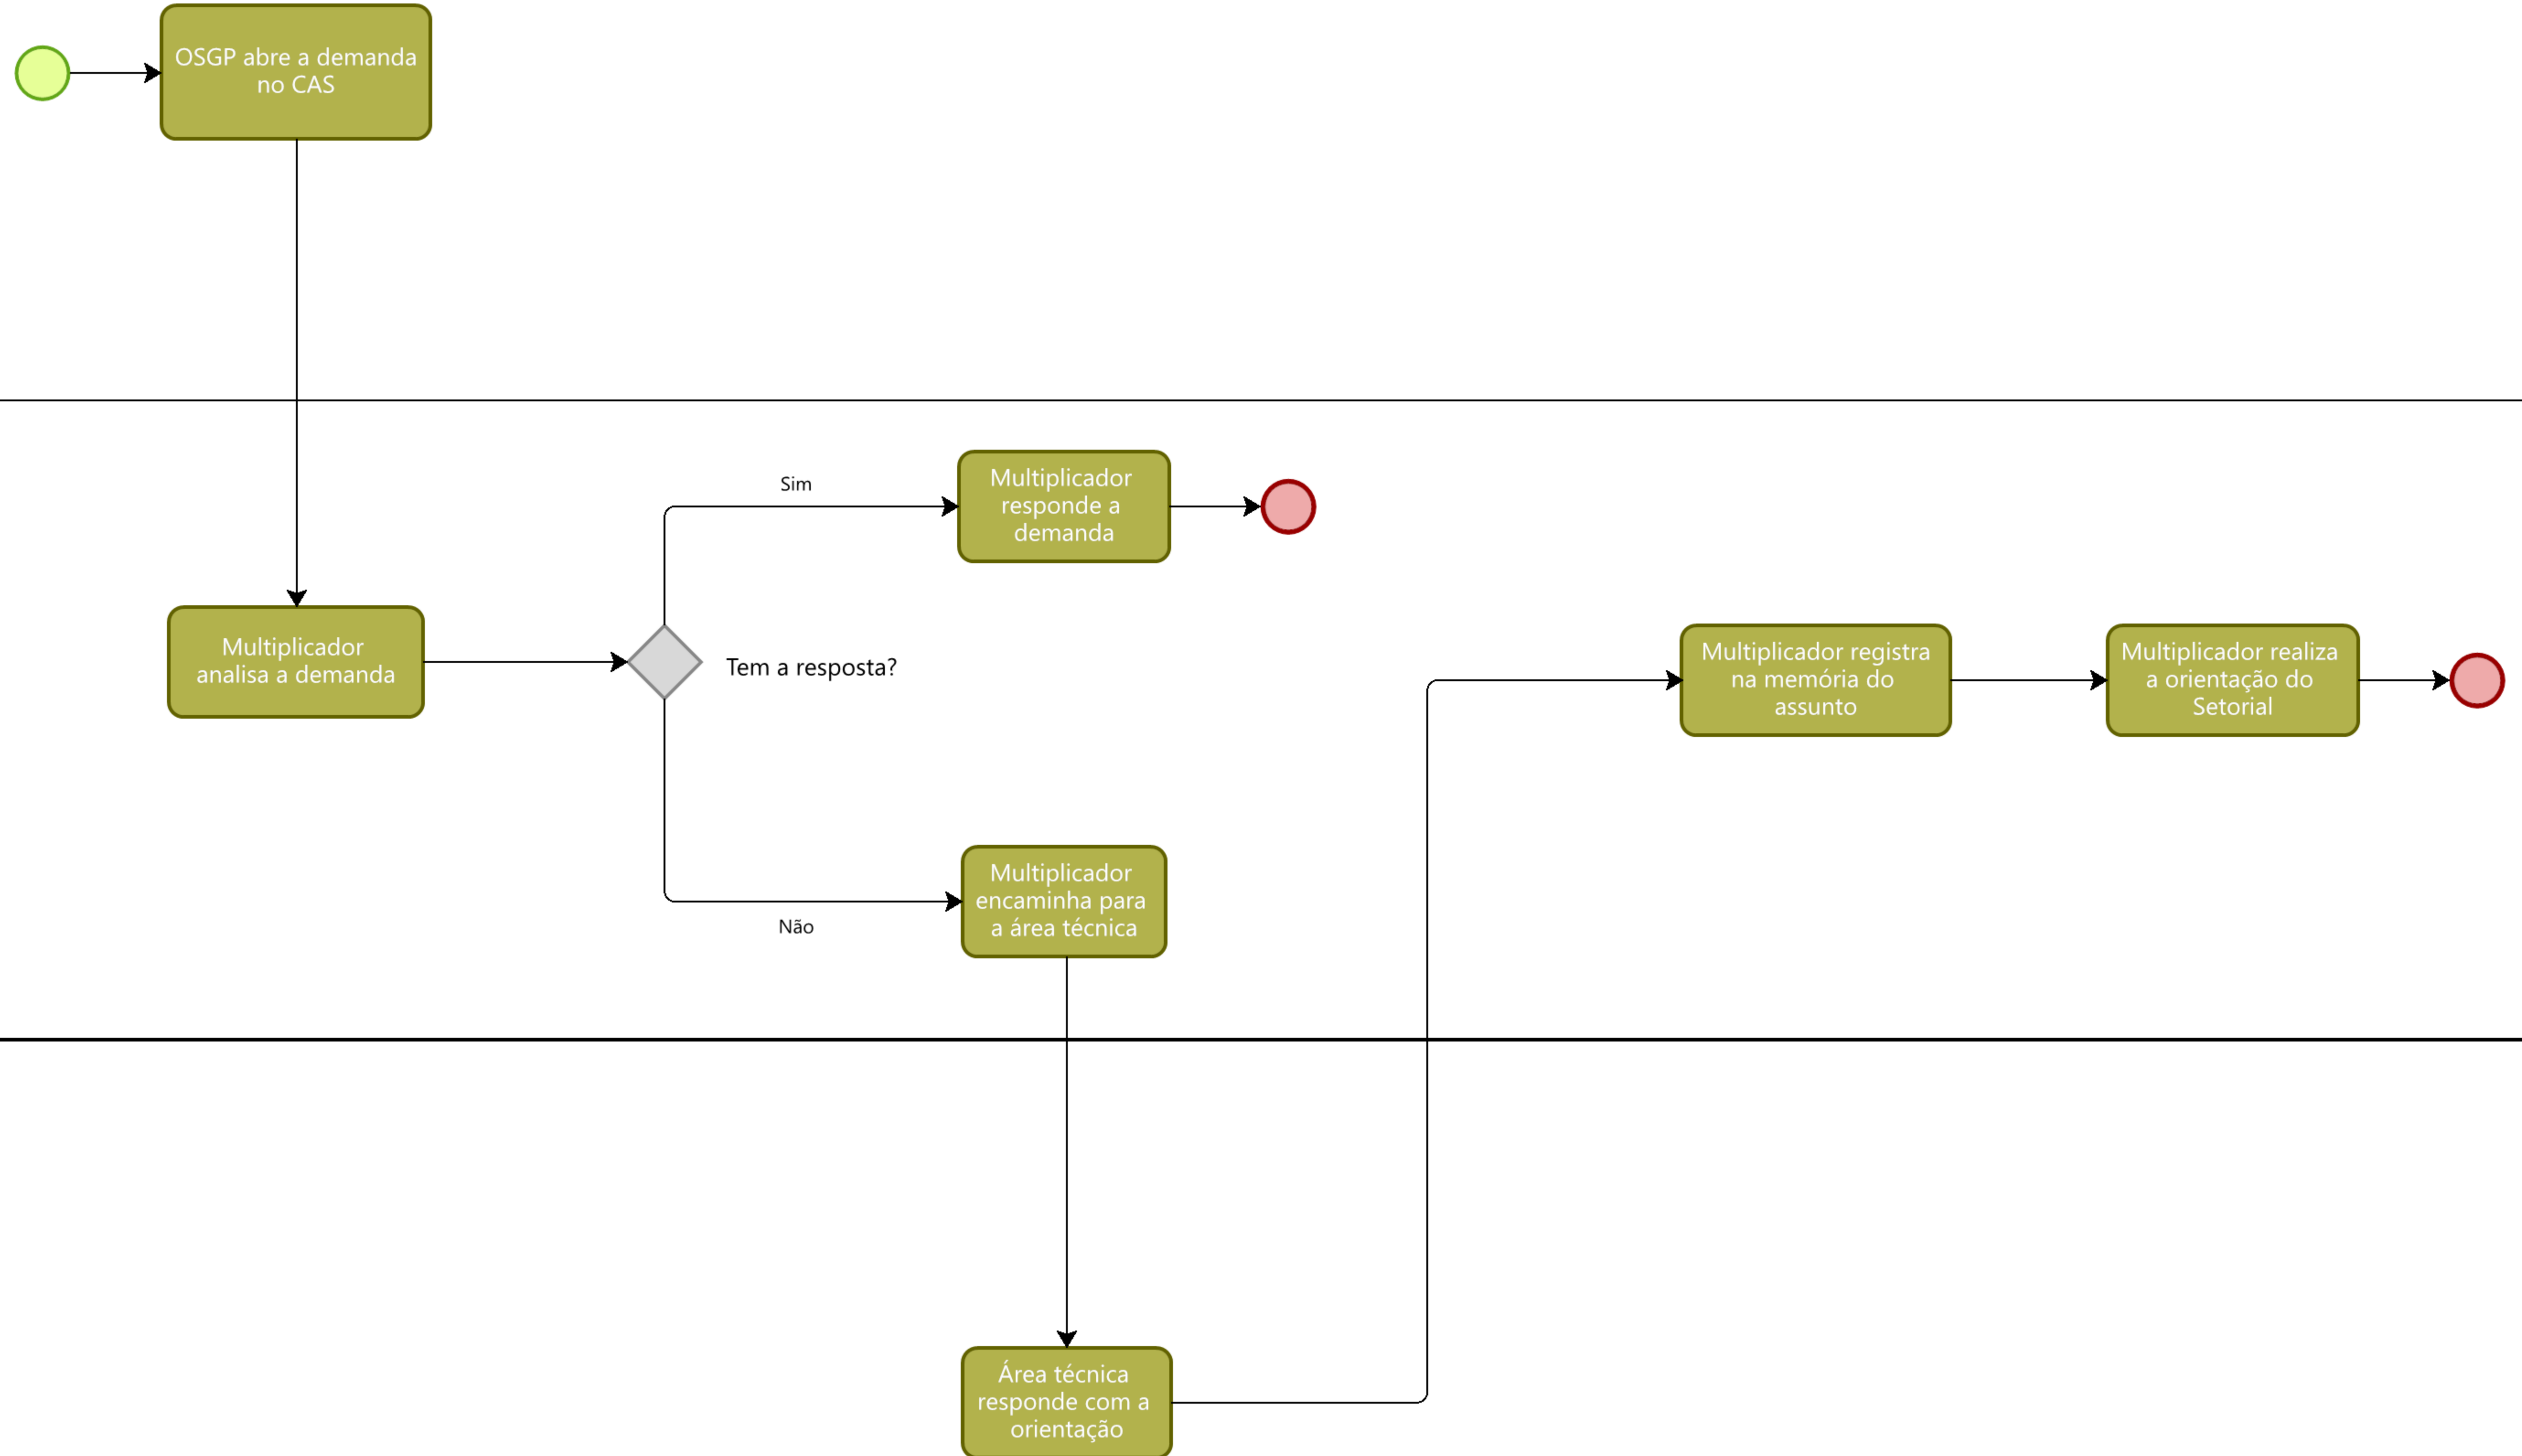 OSGP abre a demanda
no CAS
Sim
Multiplicador
responde a
demanda
Multiplicador
analisa a demanda
Tem a resposta?
Multiplicador registra
na memória do
assunto
Multiplicador realiza
a orientação do
Setorial
Não
Multiplicador
encaminha para
a área técnica
Área técnica
responde com a
orientação